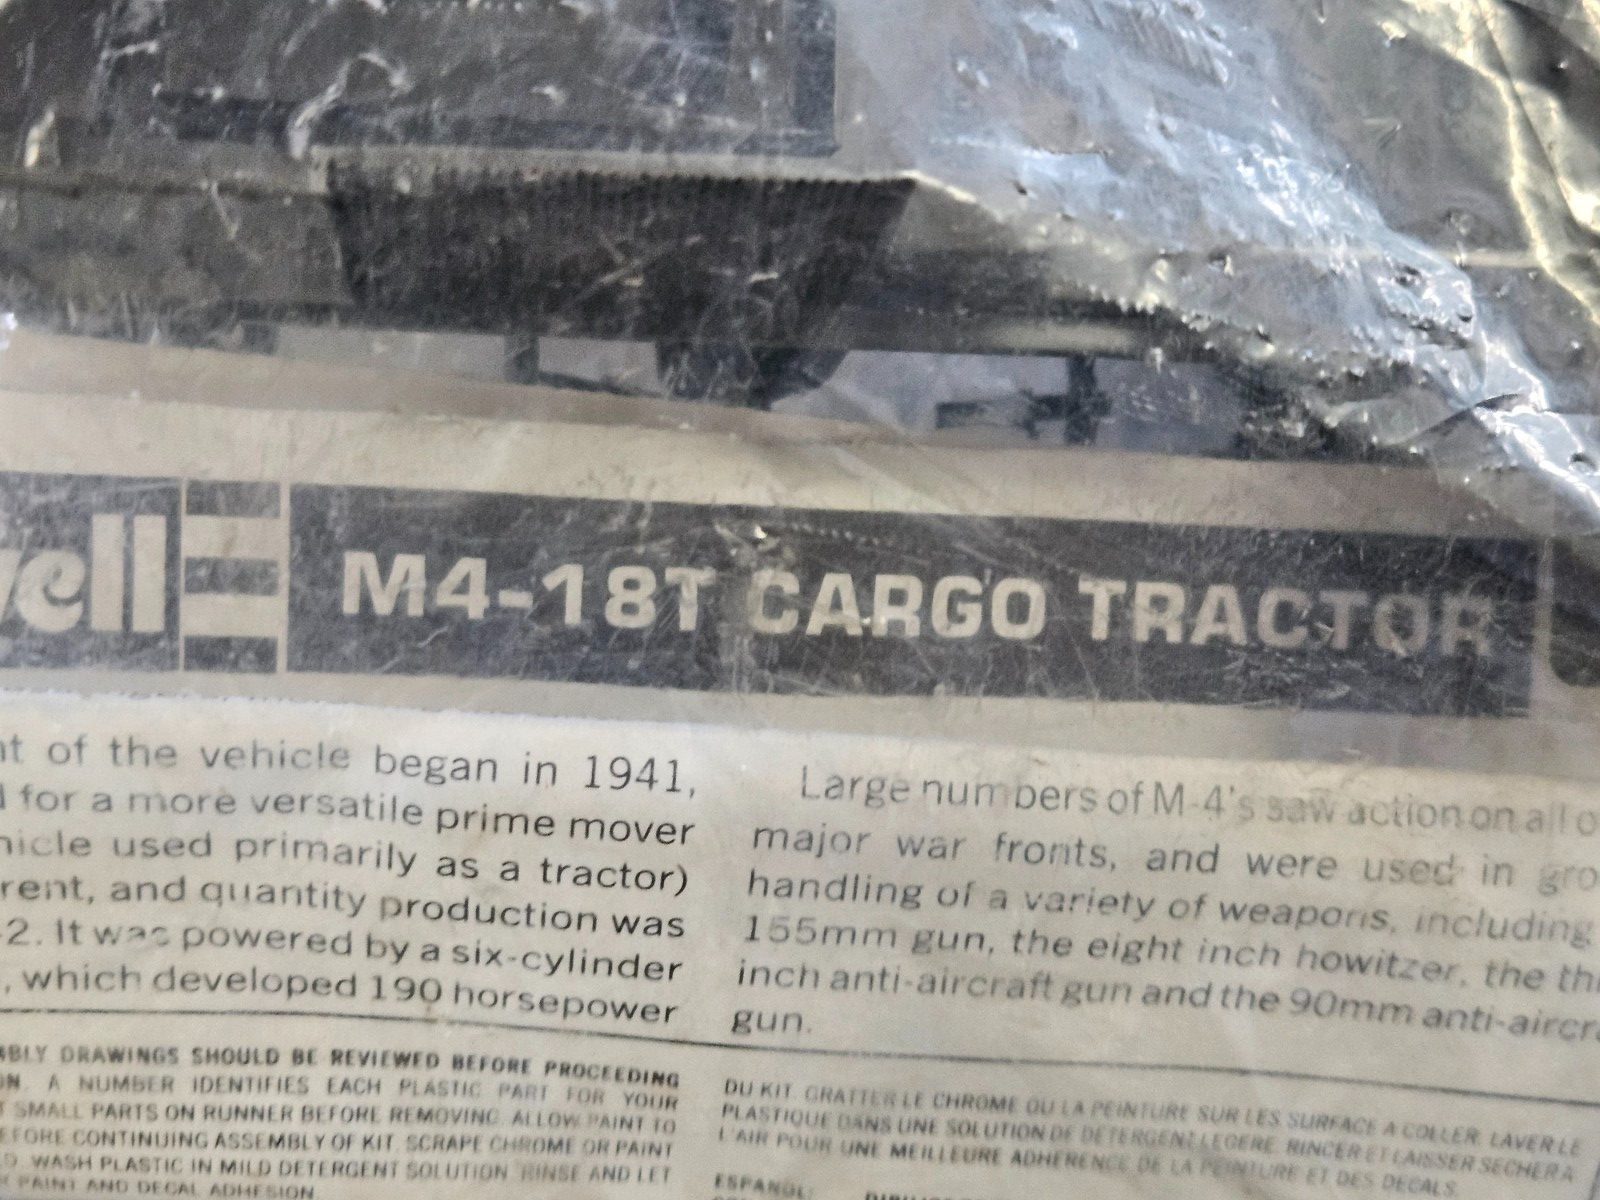 vell
M4-18T CARGO TRACTOR
nt of the vehicle began in 1941,
d for a more versatile prime mover
hicle used primarily as a tractor)
rent, and quantity production was
-2. It was powered by a six-cylinder
, which developed 190 horsepower
Large numbers of M-4's saw action on all o
major war fronts, and were used in gro
handling of a variety of weapons, including
155mm gun, the eight inch howitzer, the thr
inch anti-aircraft gun and the 90mm anti-aircra
gun.
MBLY DRAWINGS SHOULD BE REVIEWED BEFORE PROCEEDING
ON. A NUMBER IDENTIFIES EACH PLASTIC PART FOR YOUR
T SMALL PARTS ON RUNNER BEFORE REMOVING. ALLOW PAINT TO
EFORE CONTINUING ASSEMBLY OF KIT. SCRAPE CHROME OR PAINT
D. WASH PLASTIC IN MILD DETERGENT SOLUTION. RINSE AND LET
R PAINT AND DECAL ADHESION.
DU KIT. GRATTER LE CHROME OU LA PEINTURE SUR LES SURFACE A COLLER. LAVER LE
PLASTIQUE DANS UNE SOLUTION DE DETERGENT LEGERE. RINCER ET LAISSER SECHER A
L'AIR POUR UNE MEILLEURE ADHERENCE DE LA PEINTURE ET DES DECALS.
ESPAÑOL: